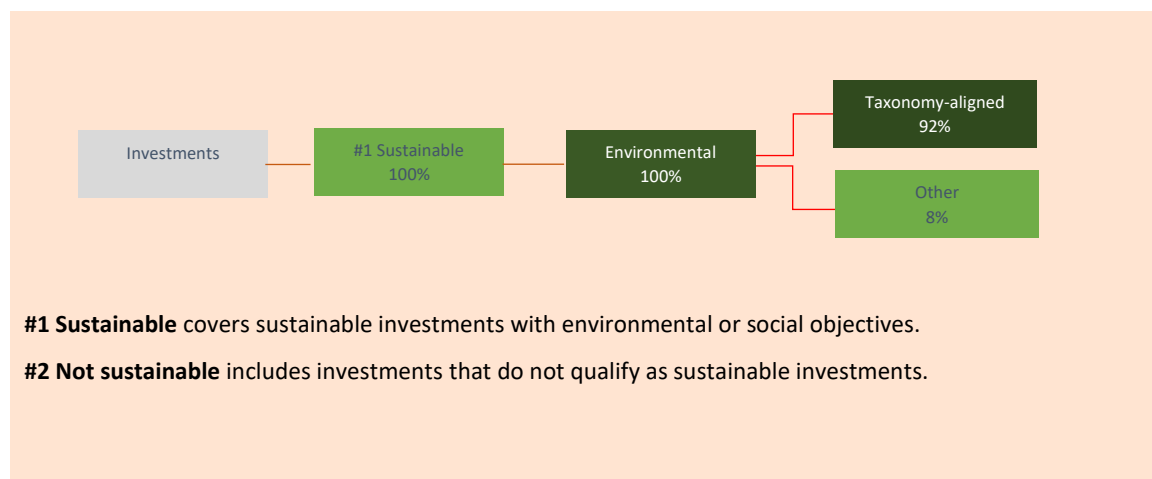 Investments
#1 Sustainable
100%
Environmental
100%
Taxonomy-aligned
92%
Other
8%
#1 Sustainable covers sustainable investments with environmental or social objectives.
#2 Not sustainable includes investments that do not qualify as sustainable investments.